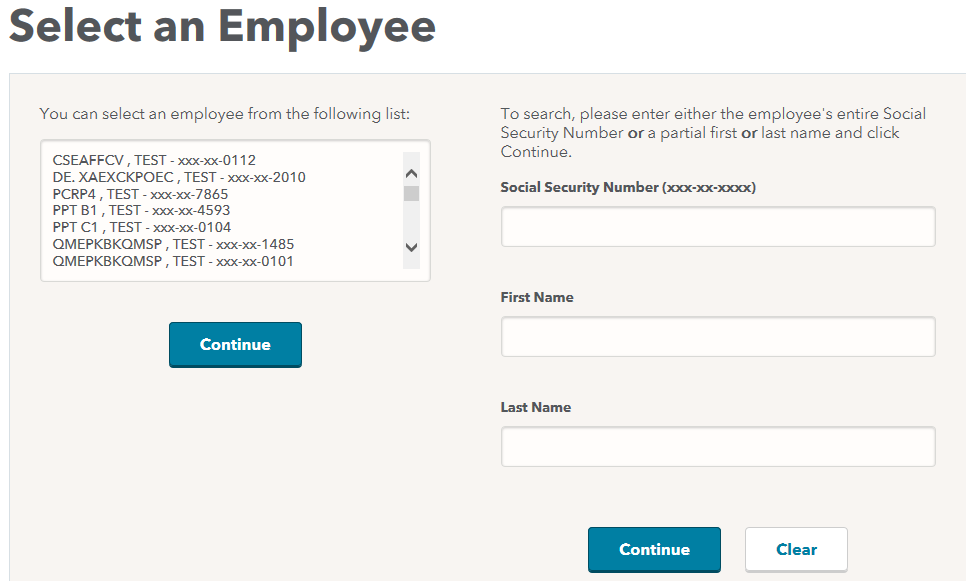 Select an Employee
You can select an employee from the following list:
CSEAFFCV , TEST - xxx-xx-0112
DE. XAEXCKPOEC , TEST - xxx-xx-2010
PCRP4 , TEST - xxx-xx-7865
PPT B1 , TEST - xxx-xx-4593
PPT C1 , TEST - xxx-xx-0104
QMEPKBKQMSP , TEST - xxx-xx-1485
QMEPKBKQMSP , TEST - xxx-xx-0101
Continue
To search, please enter either the employee's entire Social
Security Number or a partial first or last name and click
Continue.
Social Security Number (xxx-xx-xxxx)
First Name
Last Name
Continue
Clear